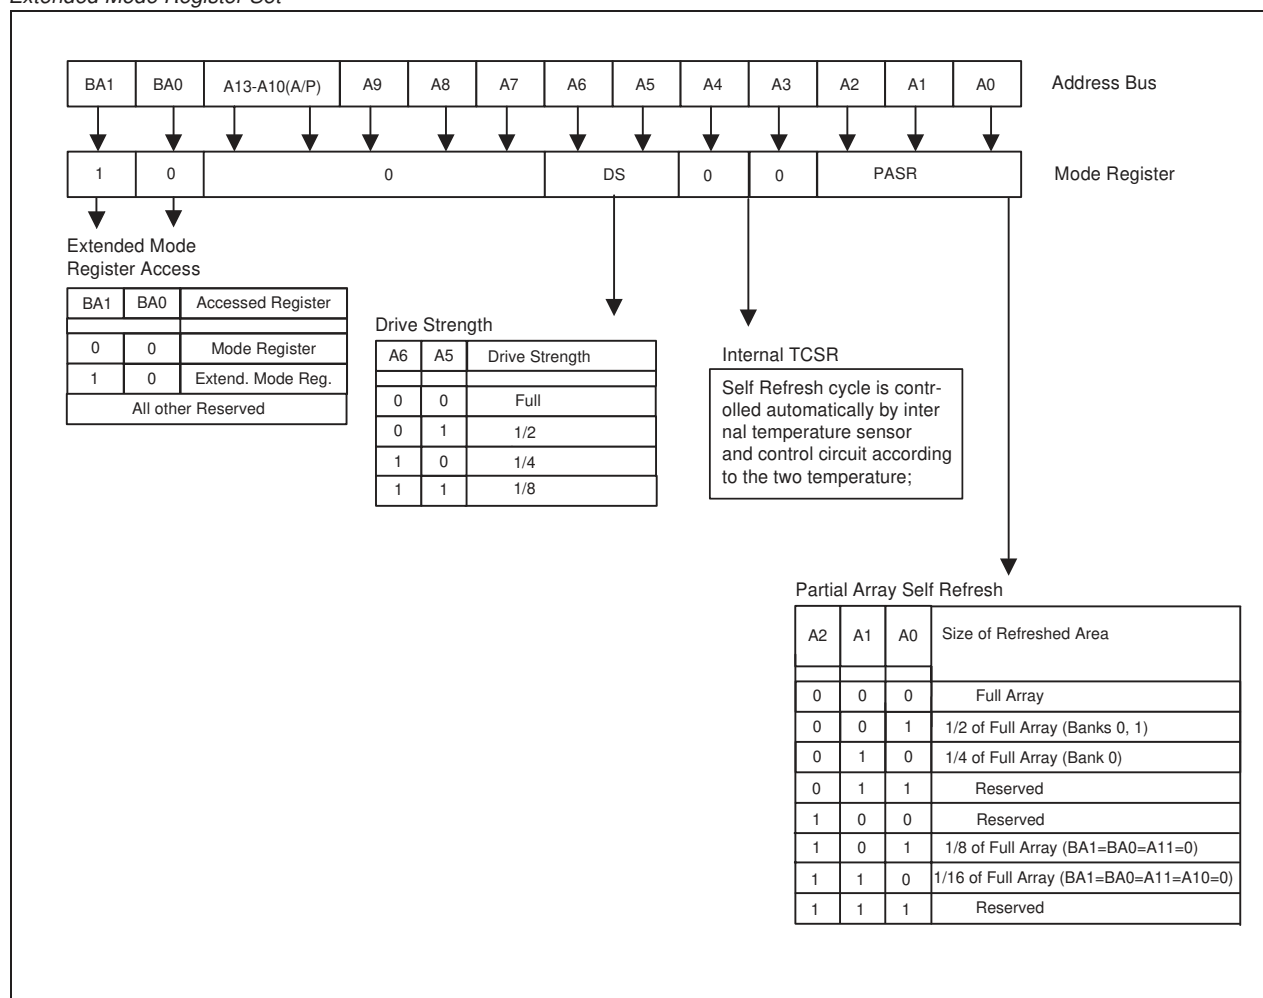 Extended Mode Register Set
BA1 BA0 A13-A10(A/P) A9 A8 A7 A6 A5 A4 A3 A2 A1 A0 Address Bus
1 0 0 DS 0 0 PASR Mode Register
Extended Mode
Register Access
BA1 BA0 Accessed Register
0 0 Mode Register
1 0 Extend. Mode Reg.
All other Reserved
Drive Strength
A6 A5 Drive Strength
0 0 Full
0 1 1/2
1 0 1/4
1 1 1/8
Internal TCSR
Self Refresh cycle is contr-
olled automatically by inter
nal temperature sensor
and control circuit according
to the two temperature;
Partial Array Self Refresh
A2 A1 A0 Size of Refreshed Area
0 0 0 Full Array
0 0 1 1/2 of Full Array (Banks 0, 1)
0 1 0 1/4 of Full Array (Bank 0)
0 1 1 Reserved
1 0 0 Reserved
1 0 1 1/8 of Full Array (BA1=BA0=A11=0)
1 1 0 1/16 of Full Array (BA1=BA0=A11=A10=0)
1 1 1 Reserved